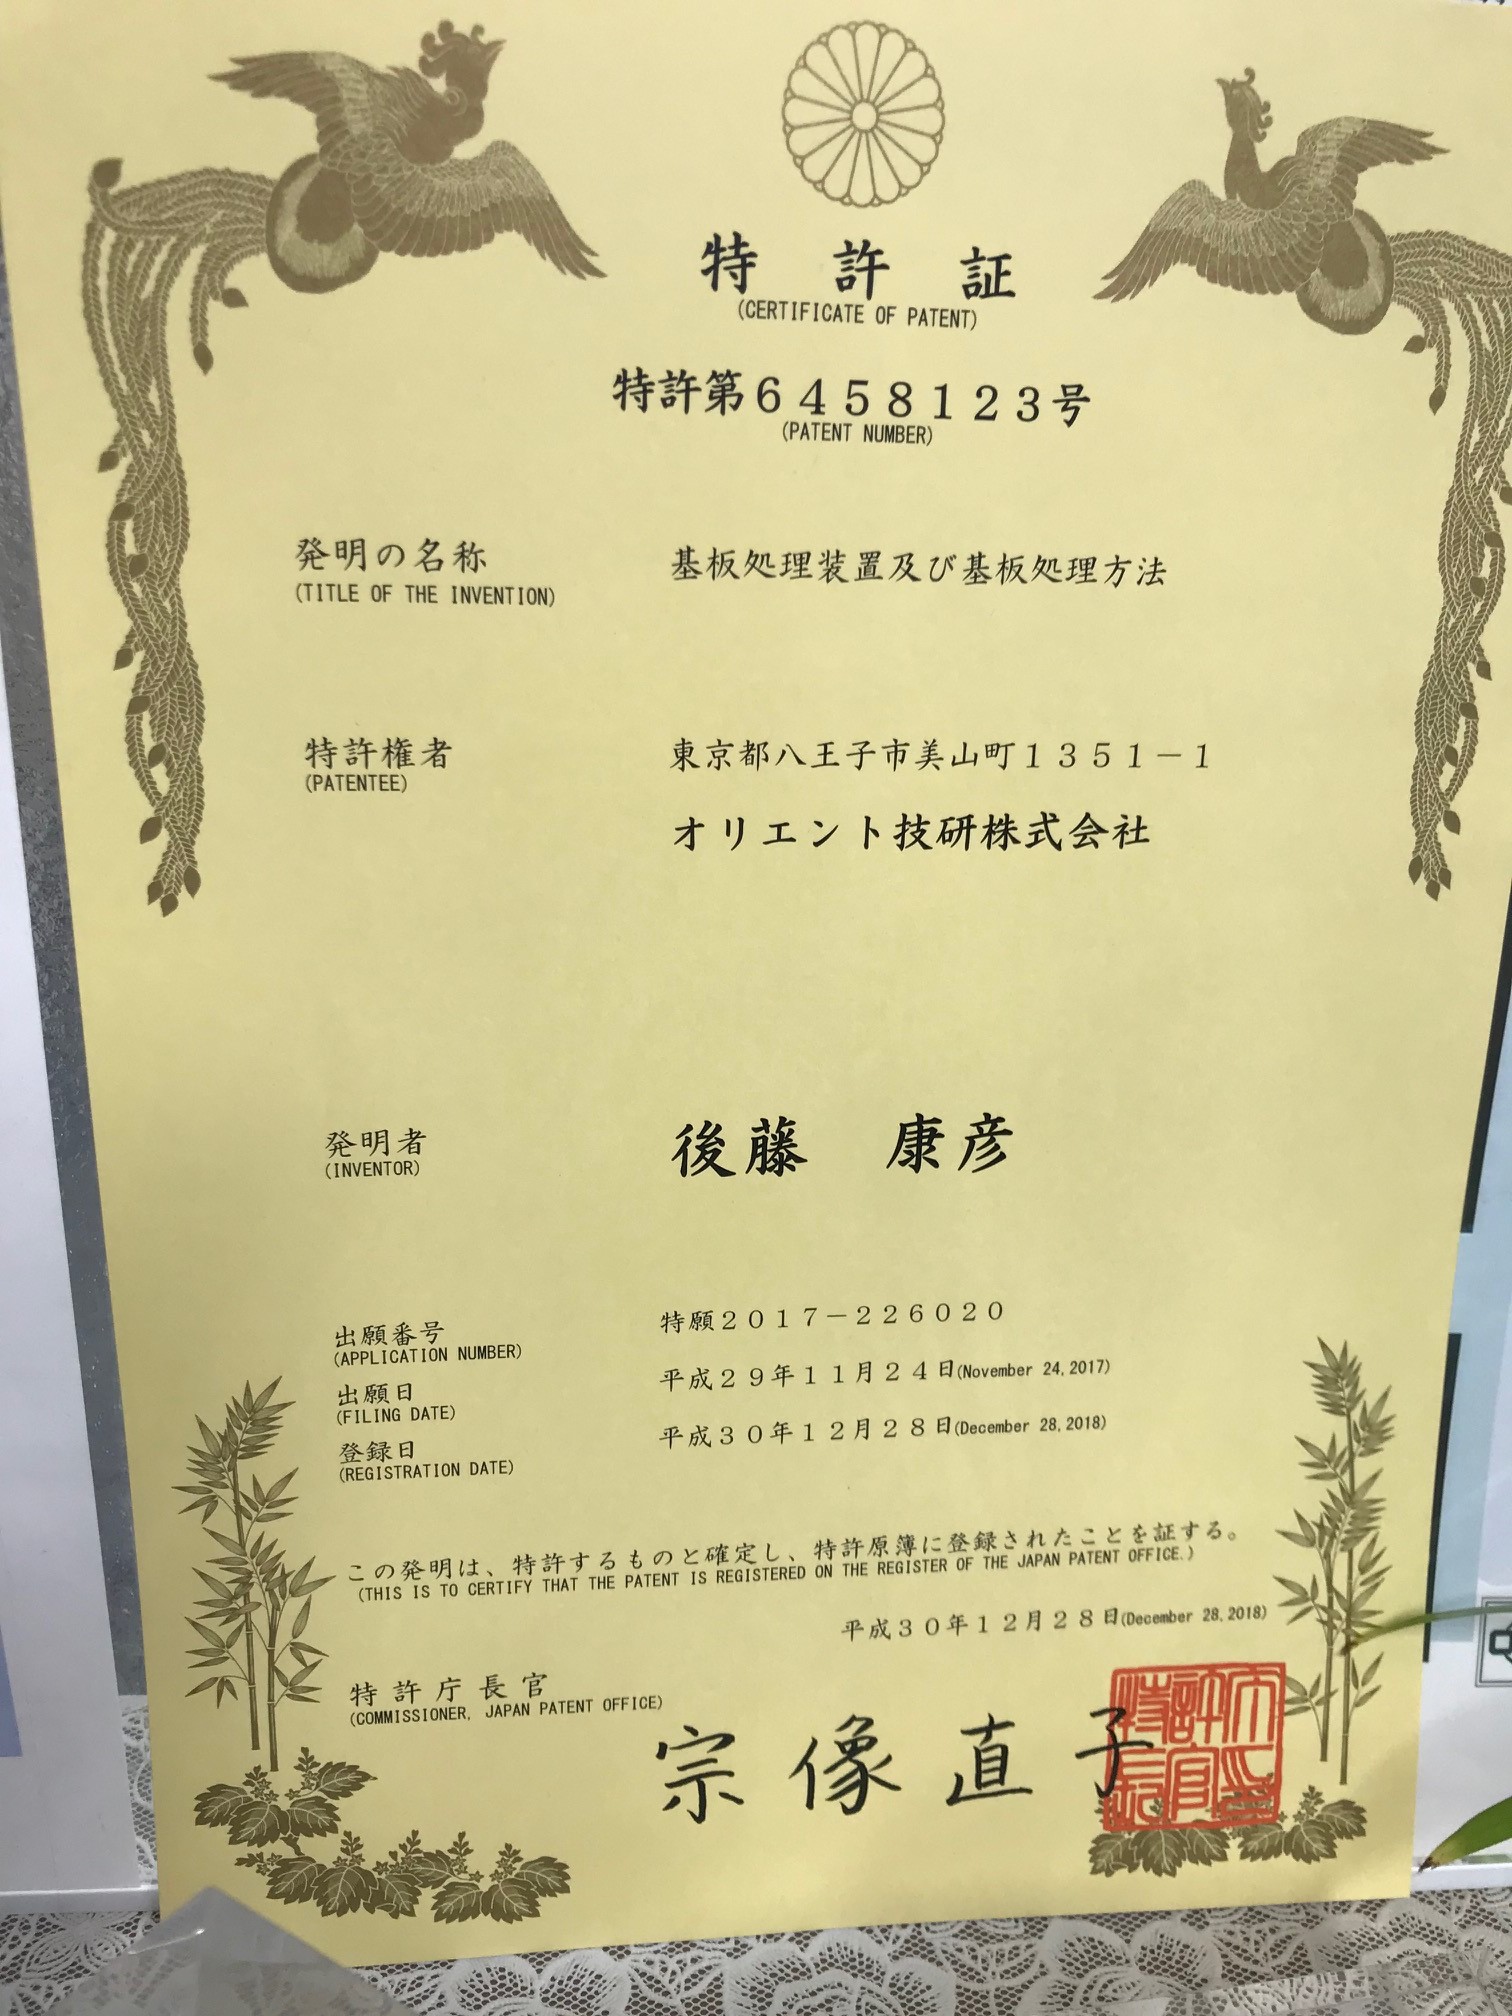 特許証
(CERTIFICATE OF PATENT)
特許第6458123号
(PATENT NUMBER)
発明の名称
(TITLE OF THE INVENTION)
基板処理装置及び基板処理方法
特許権者
(PATENTEE)
東京都八王子市美山町1351-1
オリエント技研株式会社
発明者
(INVENTOR)
後藤 康彦
出願番号
(APPLICATION NUMBER)
特願2017-226020
出願日
(FILING DATE)
平成29年11月24日(November 24,2017)
登録日
(REGISTRATION DATE)
平成30年12月28日(December 28,2018)
この発明は、特許するものと確定し、特許原簿に登録されたことを証する。
(THIS IS TO CERTIFY THAT THE PATENT IS REGISTERED ON THE REGISTER OF THE JAPAN PATENT OFFICE.)
平成30年12月28日(December 28,2018)
特許庁長官
(COMMISSIONER, JAPAN PATENT OFFICE)
宗像直子